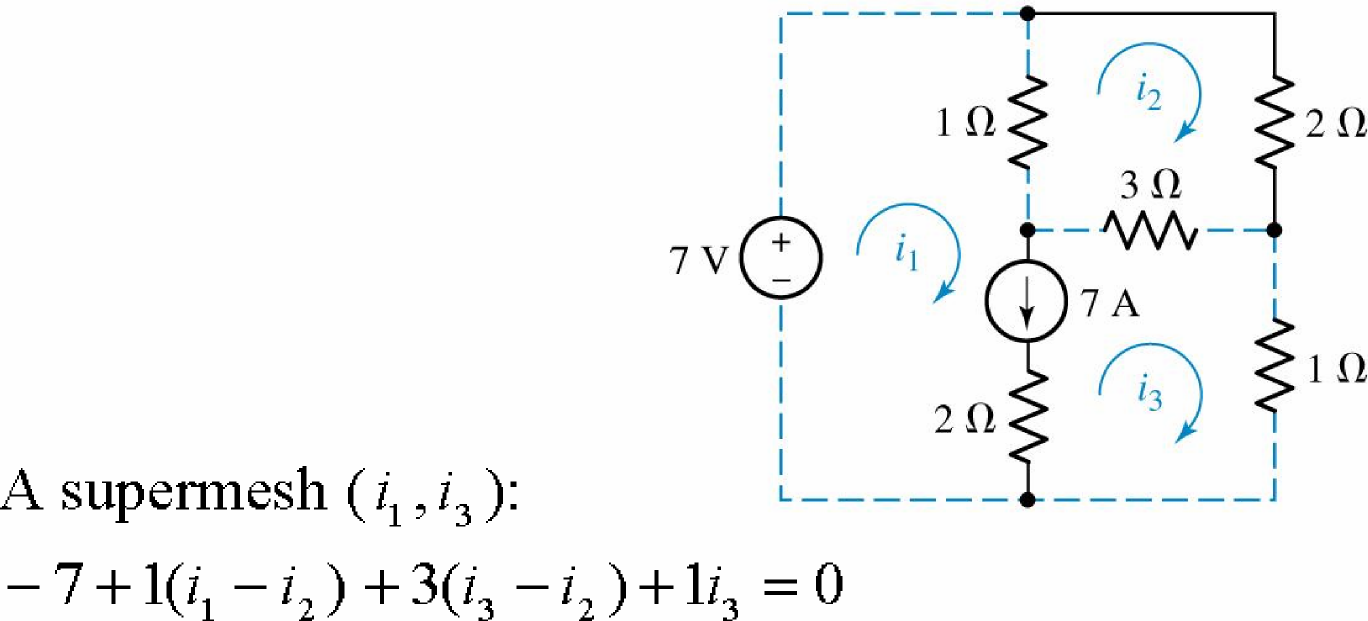 i₂
1 Ω
2 Ω
3 Ω
7 V
+
−
i₁
7 A
i₃
1 Ω
2 Ω
A supermesh (i₁,i₃):
−7+1(i₁−i₂)+3(i₃−i₂)+1i₃=0